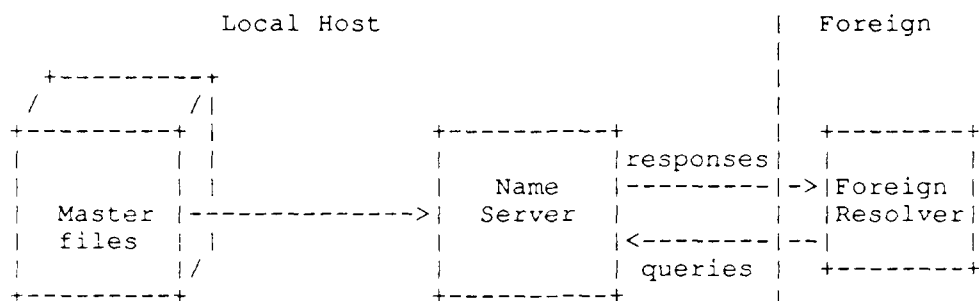 Local Host
Foreign
responses
Name
Server
Foreign
Resolver
Master
files
queries